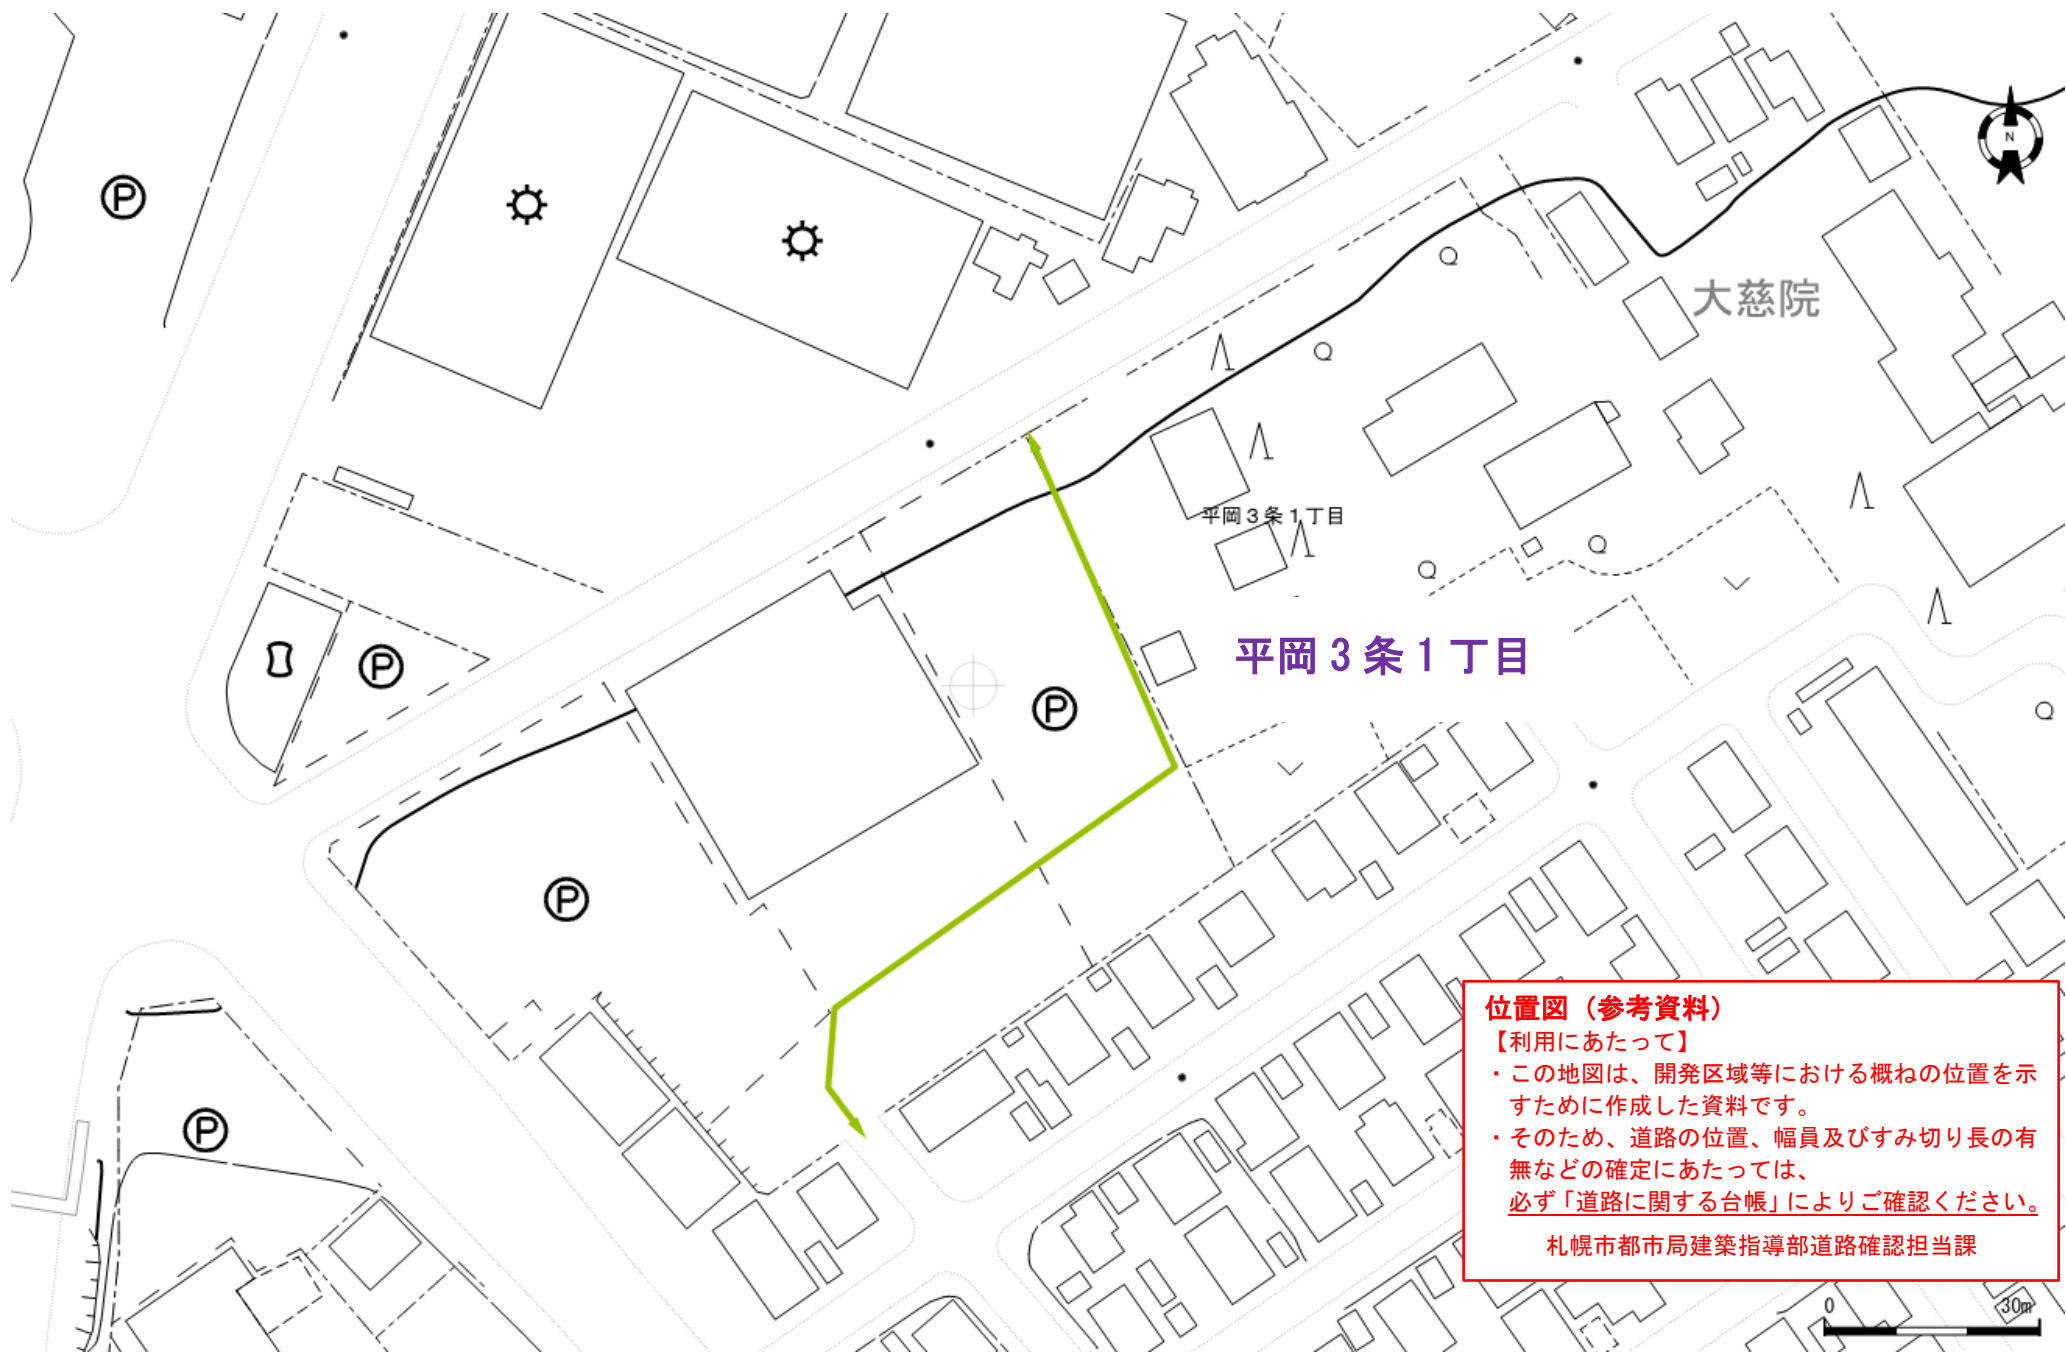 N
大慈院
平岡3条1丁目
平岡3条1丁目
P
P
P
P
P
位置図（参考資料）
【利用にあたって】
・この地図は、開発区域等における概ねの位置を示
すために作成した資料です。
・そのため、道路の位置、幅員及びすみ切り長の有
無などの確定にあたっては、
必ず「道路に関する台帳」によりご確認ください。
札幌市都市局建築指導部道路確認担当課
0 30m